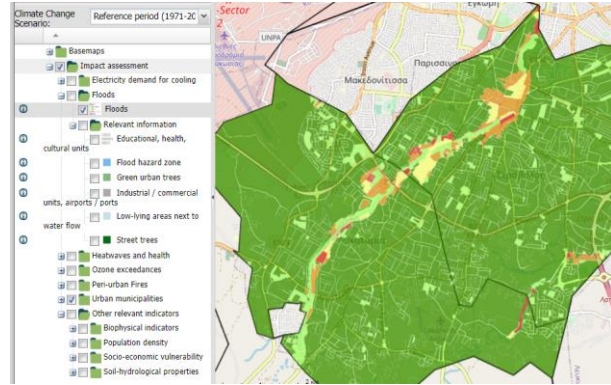 Climate Change
Scenario:
Reference period (1971-20
Basemaps
Impact assessment
Electricity demand for cooling
Floods
Floods
Relevant information
Educational, health,
cultural units
Flood hazard zone
Green urban trees
Industrial / commercial
units, airports / ports
Low-lying areas next to
water flow
Street trees
Heatwaves and health
Ozone exceedances
Peri-urban Fires
Urban municipalities
Other relevant indicators
Biophysical indicators
Population density
Socio-economic vulnerability
Soil-hydrological properties
-Sector
2
UNPA
Έγκωμη
Μακεδονίτισσα